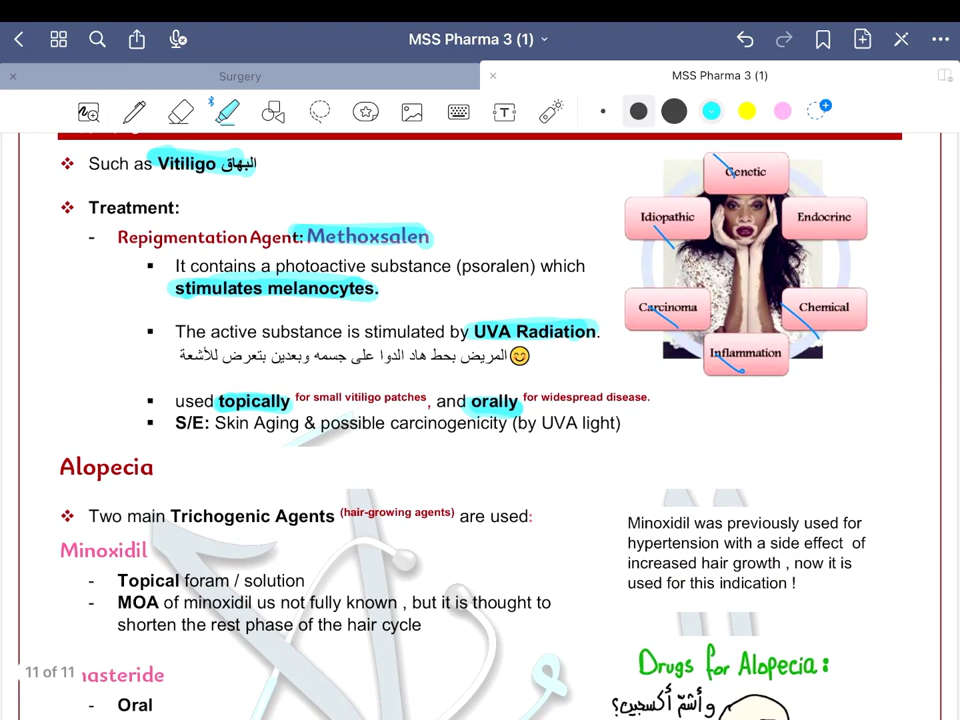 MSS Pharma 3 (1)
Surgery
MSS Pharma 3 (1)
❖ Such as Vitiligo البهاق
❖ Treatment:
- Repigmentation Agent: Methoxsalen
▪ It contains a photoactive substance (psoralen) which
stimulates melanocytes.
▪ The active substance is stimulated by UVA Radiation.
المريض بحط هاد الدوا على جسمه وبعدين بتعرض للأشعة 😊
▪ used topically for small vitiligo patches, and orally for widespread disease.
▪ S/E: Skin Aging & possible carcinogenicity (by UVA light)
Genetic
Idiopathic
Endocrine
Carcinoma
Chemical
Inflammation
Alopecia
❖ Two main Trichogenic Agents (hair-growing agents) are used:
Minoxidil
- Topical foram / solution
- MOA of minoxidil us not fully known , but it is thought to
shorten the rest phase of the hair cycle
Minoxidil was previously used for
hypertension with a side effect of
increased hair growth , now it is
used for this indication !
11 of 11
nasteride
- Oral
Drugs for Alopecia:
وأشمّ أكسجين؟